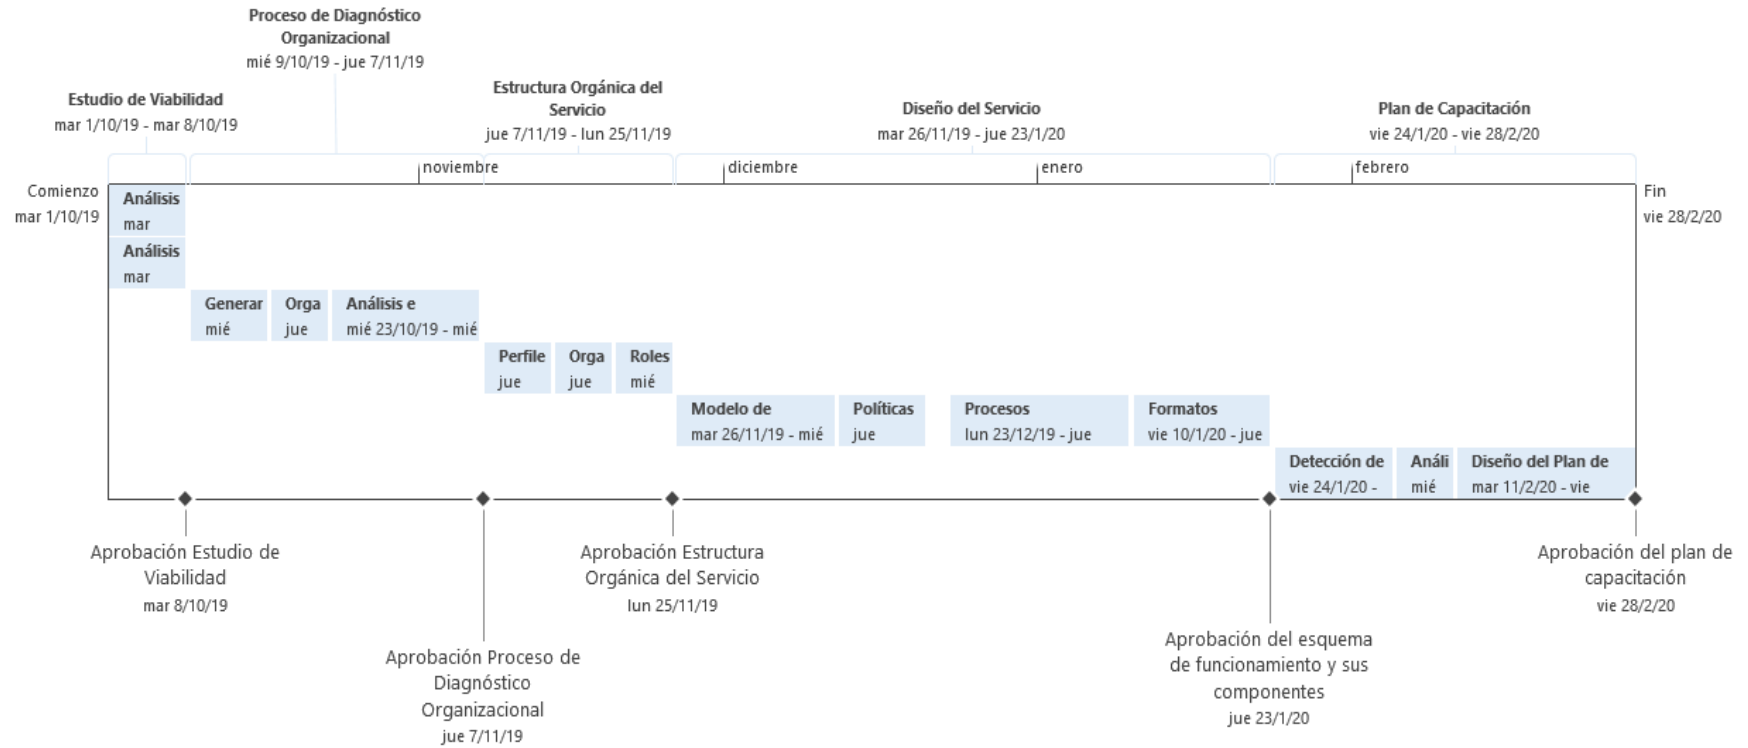 Proceso de Diagnóstico
Organizacional
mié 9/10/19 - jue 7/11/19
Estudio de Viabilidad
mar 1/10/19 - mar 8/10/19
Estructura Orgánica del
Servicio
jue 7/11/19 - lun 25/11/19
Diseño del Servicio
mar 26/11/19 - jue 23/1/20
Plan de Capacitación
vie 24/1/20 - vie 28/2/20
noviembre
diciembre
enero
febrero
Comienzo
mar 1/10/19
Fin
vie 28/2/20
Análisis
mar
Análisis
mar
Generar
mié
Orga
jue
Análisis e
mié 23/10/19 - mié
Perfile
jue
Orga
jue
Roles
mié
Modelo de
mar 26/11/19 - mié
Políticas
jue
Procesos
lun 23/12/19 - jue
Formatos
vie 10/1/20 - jue
Detección de
vie 24/1/20 -
Análi
mié
Diseño del Plan de
mar 11/2/20 - vie
Aprobación Estudio de
Viabilidad
mar 8/10/19
Aprobación Proceso de
Diagnóstico
Organizacional
jue 7/11/19
Aprobación Estructura
Orgánica del Servicio
lun 25/11/19
Aprobación del esquema
de funcionamiento y sus
componentes
jue 23/1/20
Aprobación del plan de
capacitación
vie 28/2/20